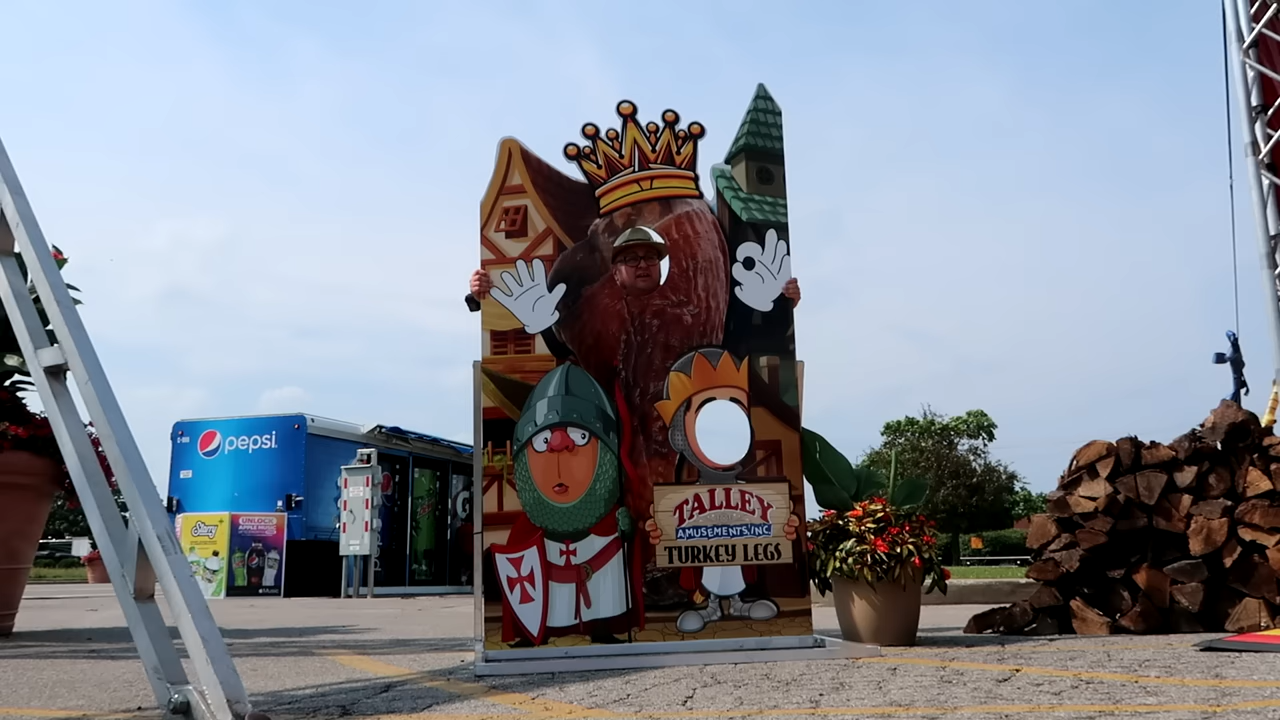 pepsi
Starry
UNLOCK
APPLE MUSIC
TALLEY
AMUSEMENTS, INC.
TURKEY LEGS